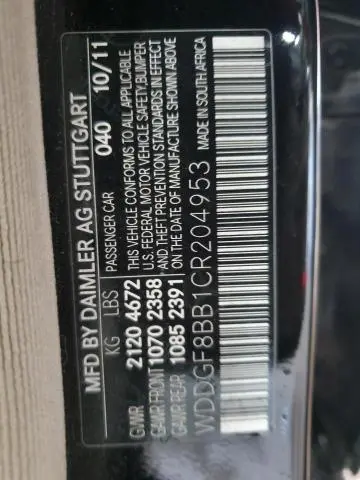 MFD BY DAIMLER AG STUTTGART 040 10/11
KG LBS PASSENGER CAR
GVWR 2120 4672 THIS VEHICLE CONFORMS TO ALL APPLICABLE
GAWR FRONT 1070 2358 U.S. FEDERAL MOTOR VEHICLE SAFETY,BUMPER
GAWR REAR 1085 2391 AND THEFT PREVENTION STANDARDS IN EFFECT ON THE DATE OF MANUFACTURE SHOWN ABOVE
WDDGF8BB1CR204953 MADE IN SOUTH AFRICA